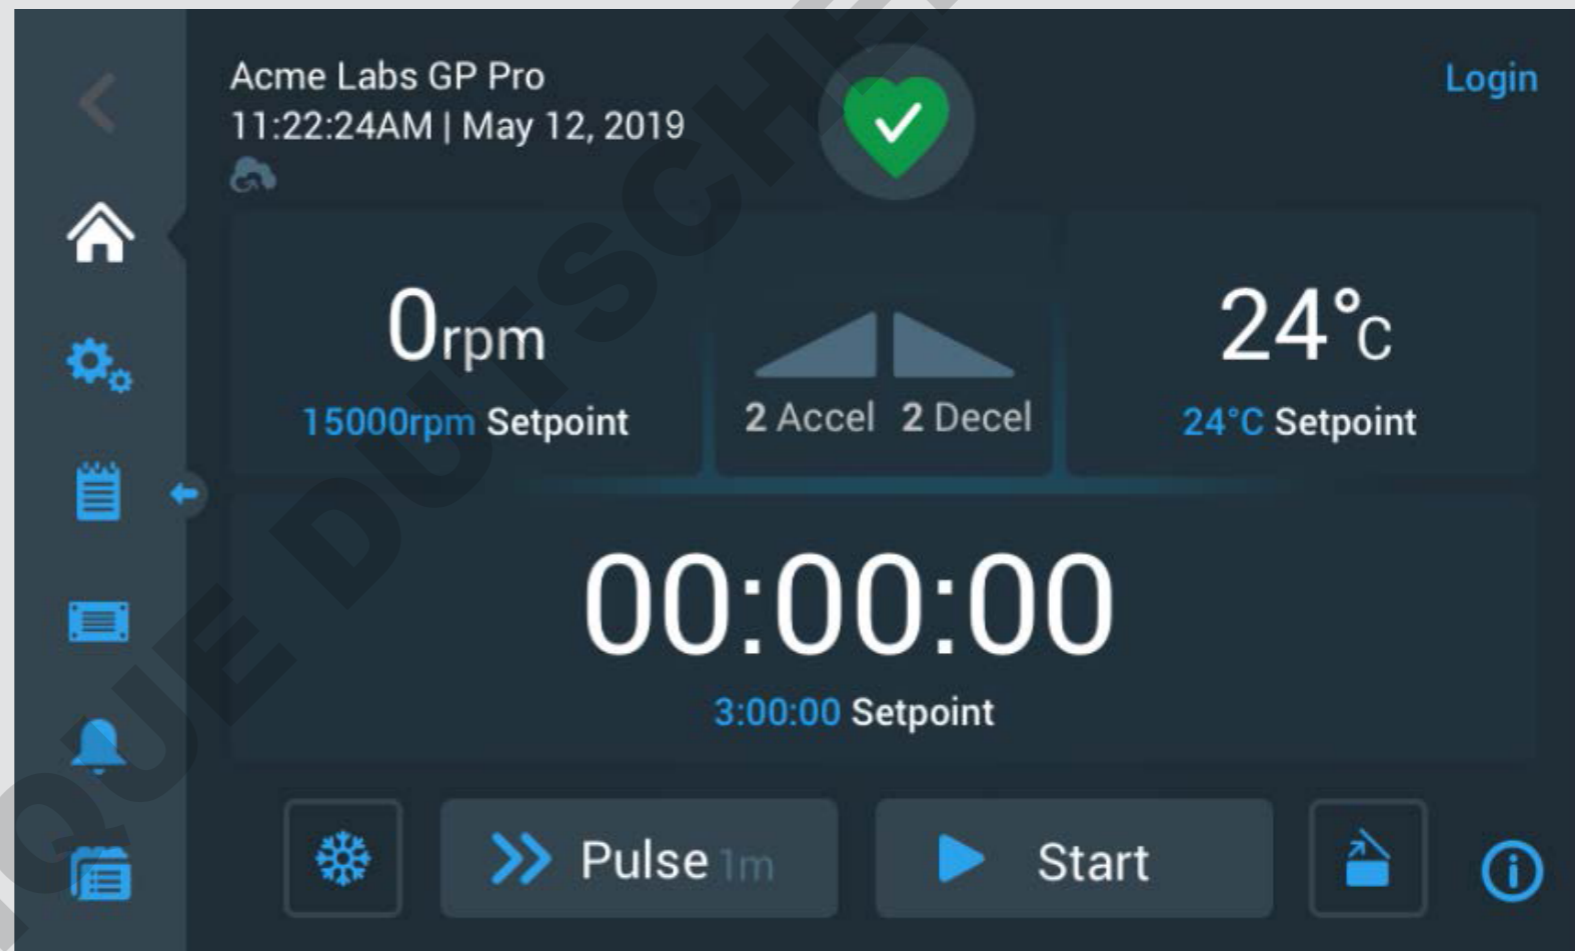 Acme Labs GP Pro
Login
11:22:24AM | May 12, 2019
0rpm
24°C
15000rpm Setpoint
2 Accel 2 Decel
24°C Setpoint
00:00:00
3:00:00 Setpoint
Pulse 1m
Start